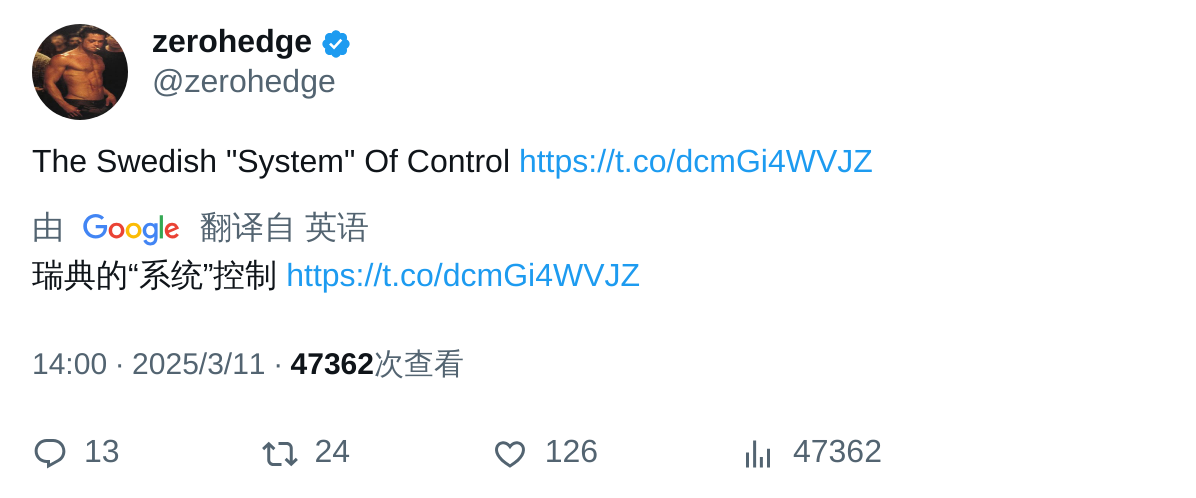 zerohedge
@zerohedge
The Swedish "System" Of Control https://t.co/dcmGi4WVJZ
由 Google 翻译自 英语
瑞典的“系统”控制 https://t.co/dcmGi4WVJZ
14:00 · 2025/3/11 · 47362次查看
13 24 126 47362